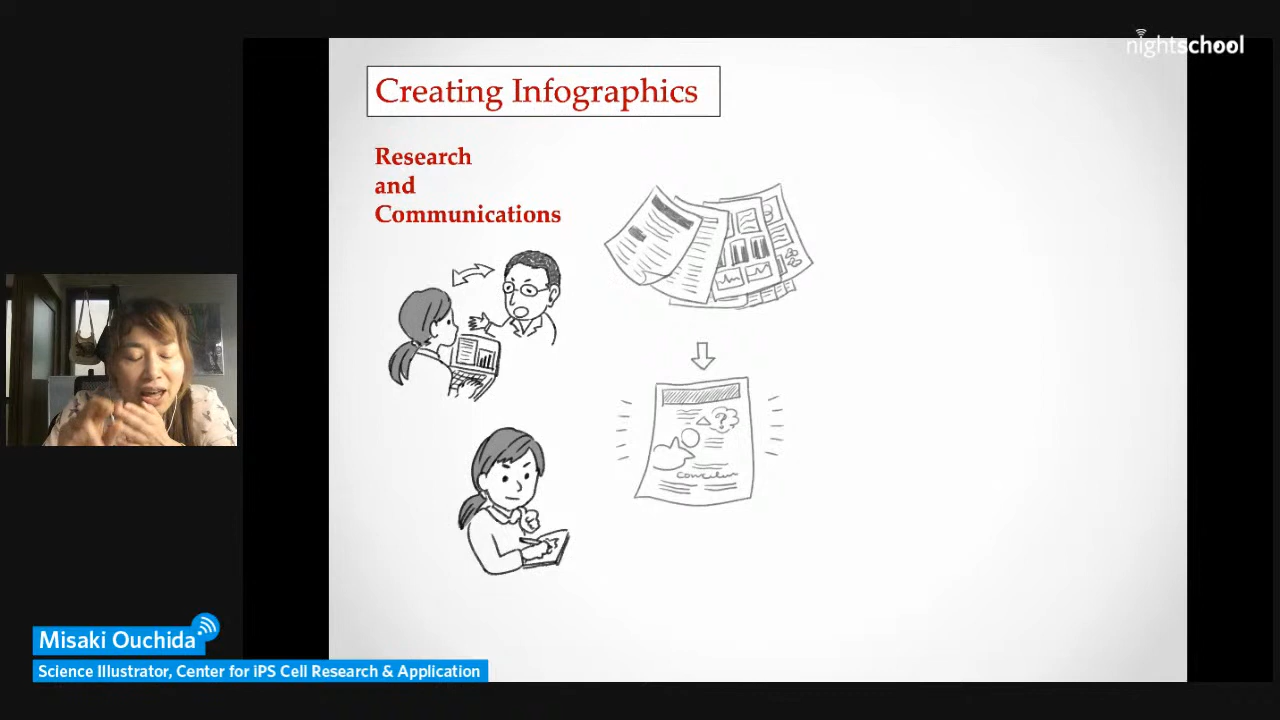 nightschool
Creating Infographics
Research
and
Communications
?
Misaki Ouchida
Science Illustrator, Center for iPS Cell Research & Application